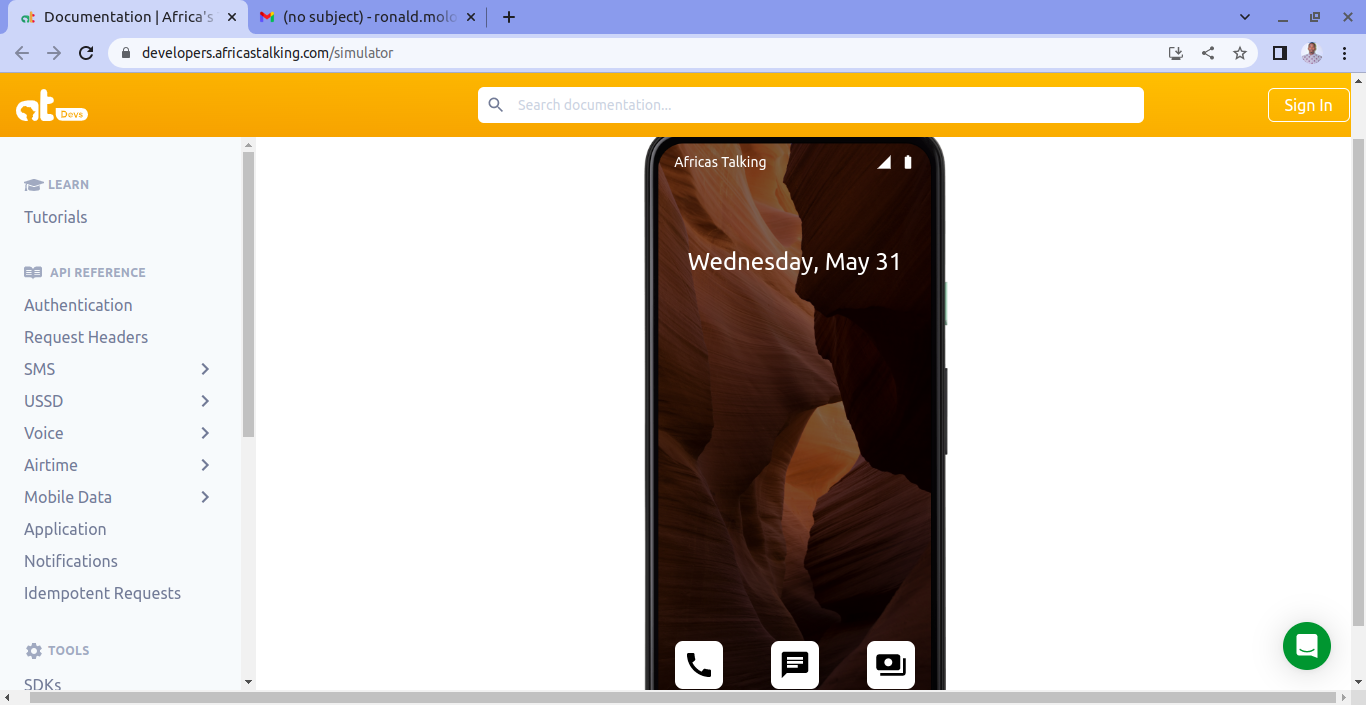 Documentation | Africa's
(no subject) - ronald.molo
developers.africastalking.com/simulator
at Devs
Search documentation...
Sign In
LEARN
Tutorials
API REFERENCE
Authentication
Request Headers
SMS
USSD
Voice
Airtime
Mobile Data
Application
Notifications
Idempotent Requests
TOOLS
SDKs
Africas Talking
Wednesday, May 31